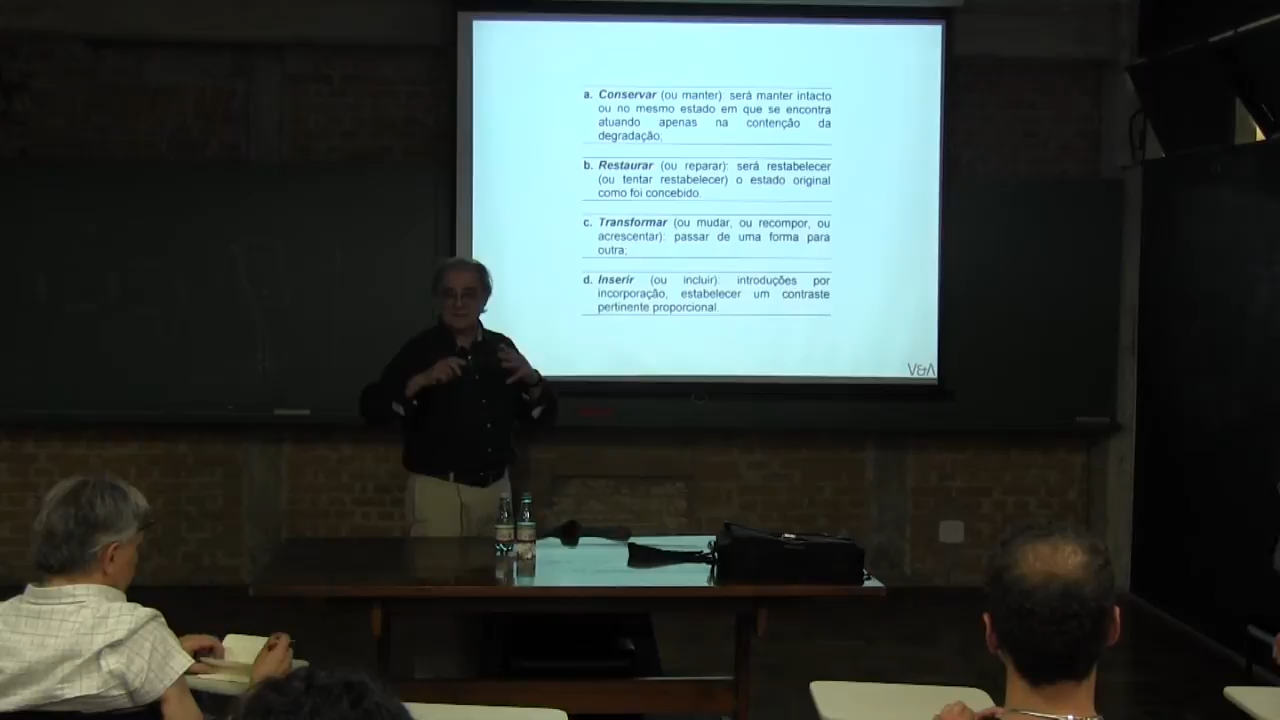 a. Conservar (ou manter) será manter intacto
ou no mesmo estado em que se encontra
atuando apenas na contenção da
degradação;
b. Restaurar (ou reparar): será restabelecer
(ou tentar restabelecer) o estado original
como foi concebido.
c. Transformar (ou mudar, ou recompor, ou
acrescentar): passar de uma forma para
outra;
d. Inserir (ou incluir): introduções por
incorporação, estabelecer um contraste
pertinente proporcional.
V&A